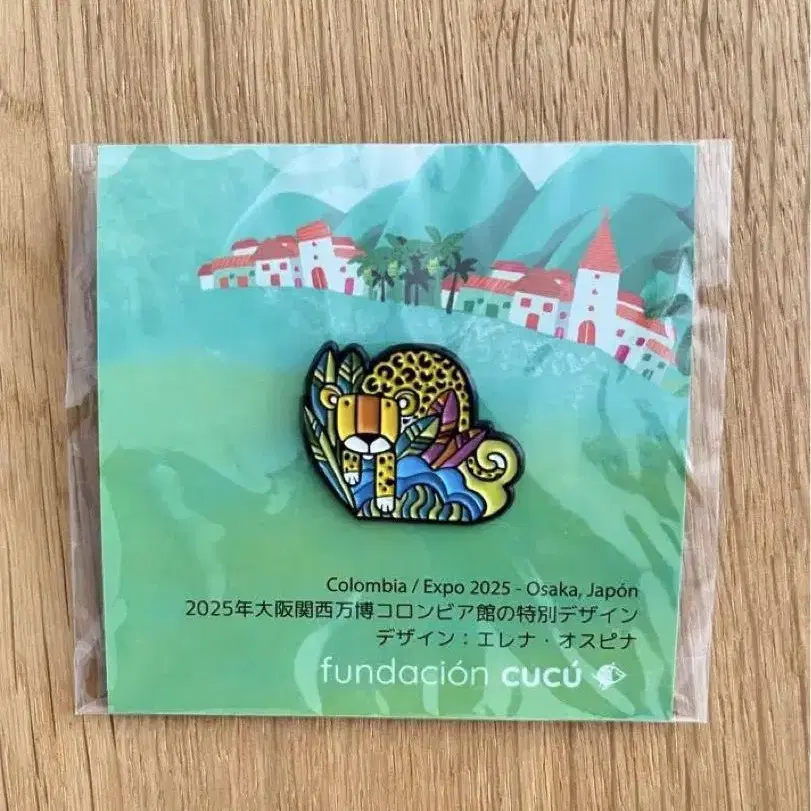 Colombia / Expo 2025 - Osaka, Japón
2025年大阪関西万博コロンビア館の特別デザイン
デザイン：エレナ・オスピナ
fundación cucú